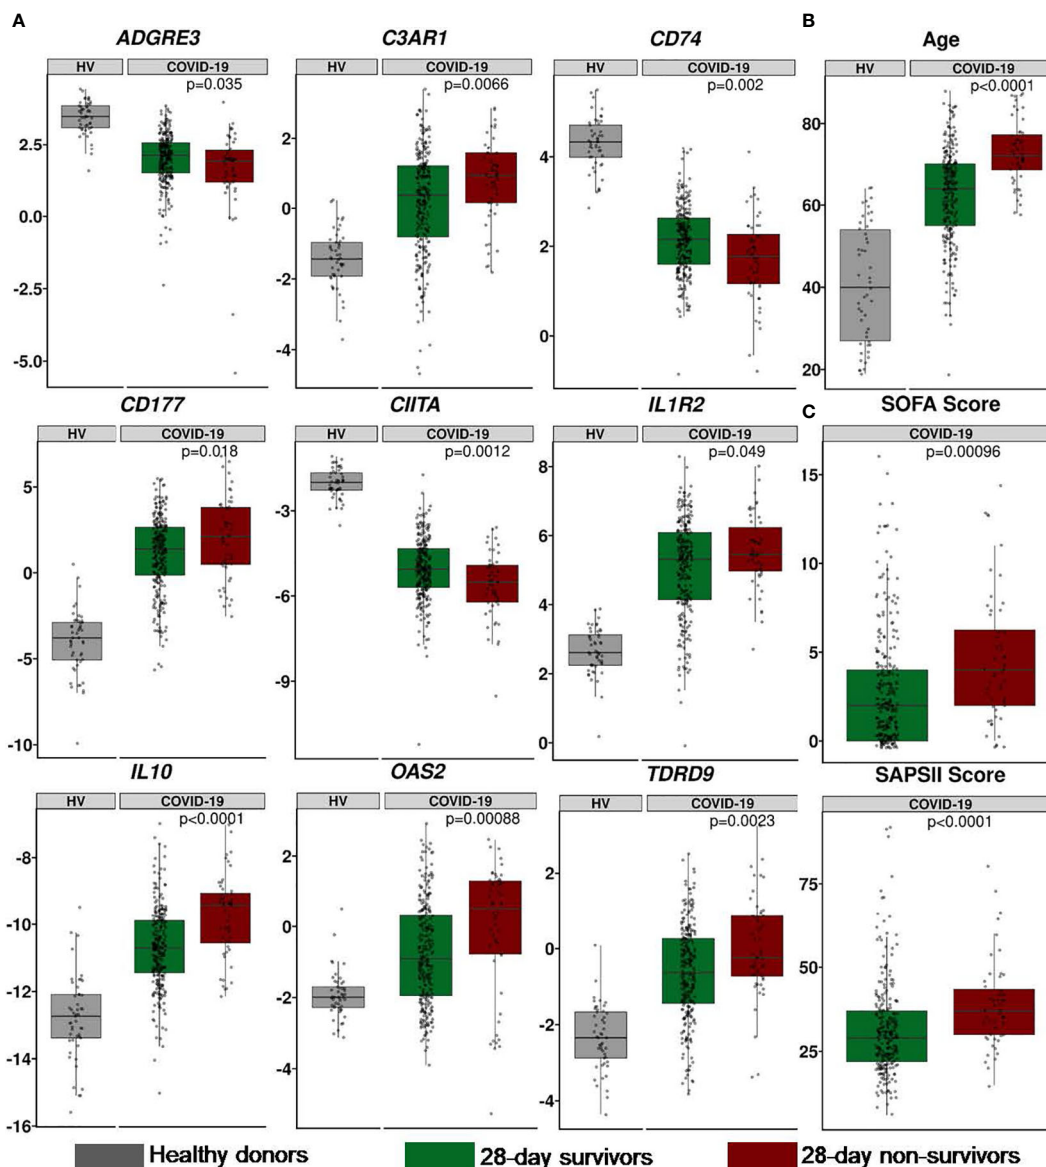 A
B
ADGRE3
C3AR1
CD74
Age
HV
COVID-19
HV
COVID-19
HV
COVID-19
HV
COVID-19
p=0.035
p=0.0066
p=0.002
p<0.0001
2.5
0.0
-2.5
-5.0
2
0
-2
-4
4
2
0
80
60
40
20
CD177
CIITA
IL1R2
C
SOFA Score
HV
COVID-19
HV
COVID-19
HV
COVID-19
COVID-19
p=0.018
p=0.0012
p=0.049
p=0.00096
5
0
-5
-10
-3
-6
-9
8
6
4
2
0
15
10
5
0
IL10
OAS2
TDRD9
SAPSII Score
HV
COVID-19
HV
COVID-19
HV
COVID-19
COVID-19
p<0.0001
p=0.00088
p=0.0023
p<0.0001
-8
-10
-12
-14
-16
2
0
-2
-4
2
-0
-2
-4
75
50
25
Healthy donors
28-day survivors
28-day non-survivors